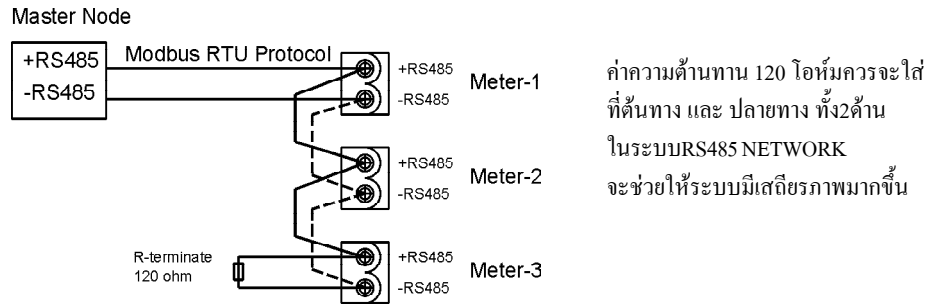 Master Node
+RS485
-RS485
Modbus RTU Protocol
+RS485
-RS485
Meter-1
+RS485
-RS485
Meter-2
R-terminate
120 ohm
+RS485
-RS485
Meter-3
ค่าความต้านทาน 120 โอห์มควรจะใส่
ที่ต้นทาง และ ปลายทาง ทั้ง2ด้าน
ในระบบRS485 NETWORK
จะช่วยให้ระบบมีเสถียรภาพมากขึ้น